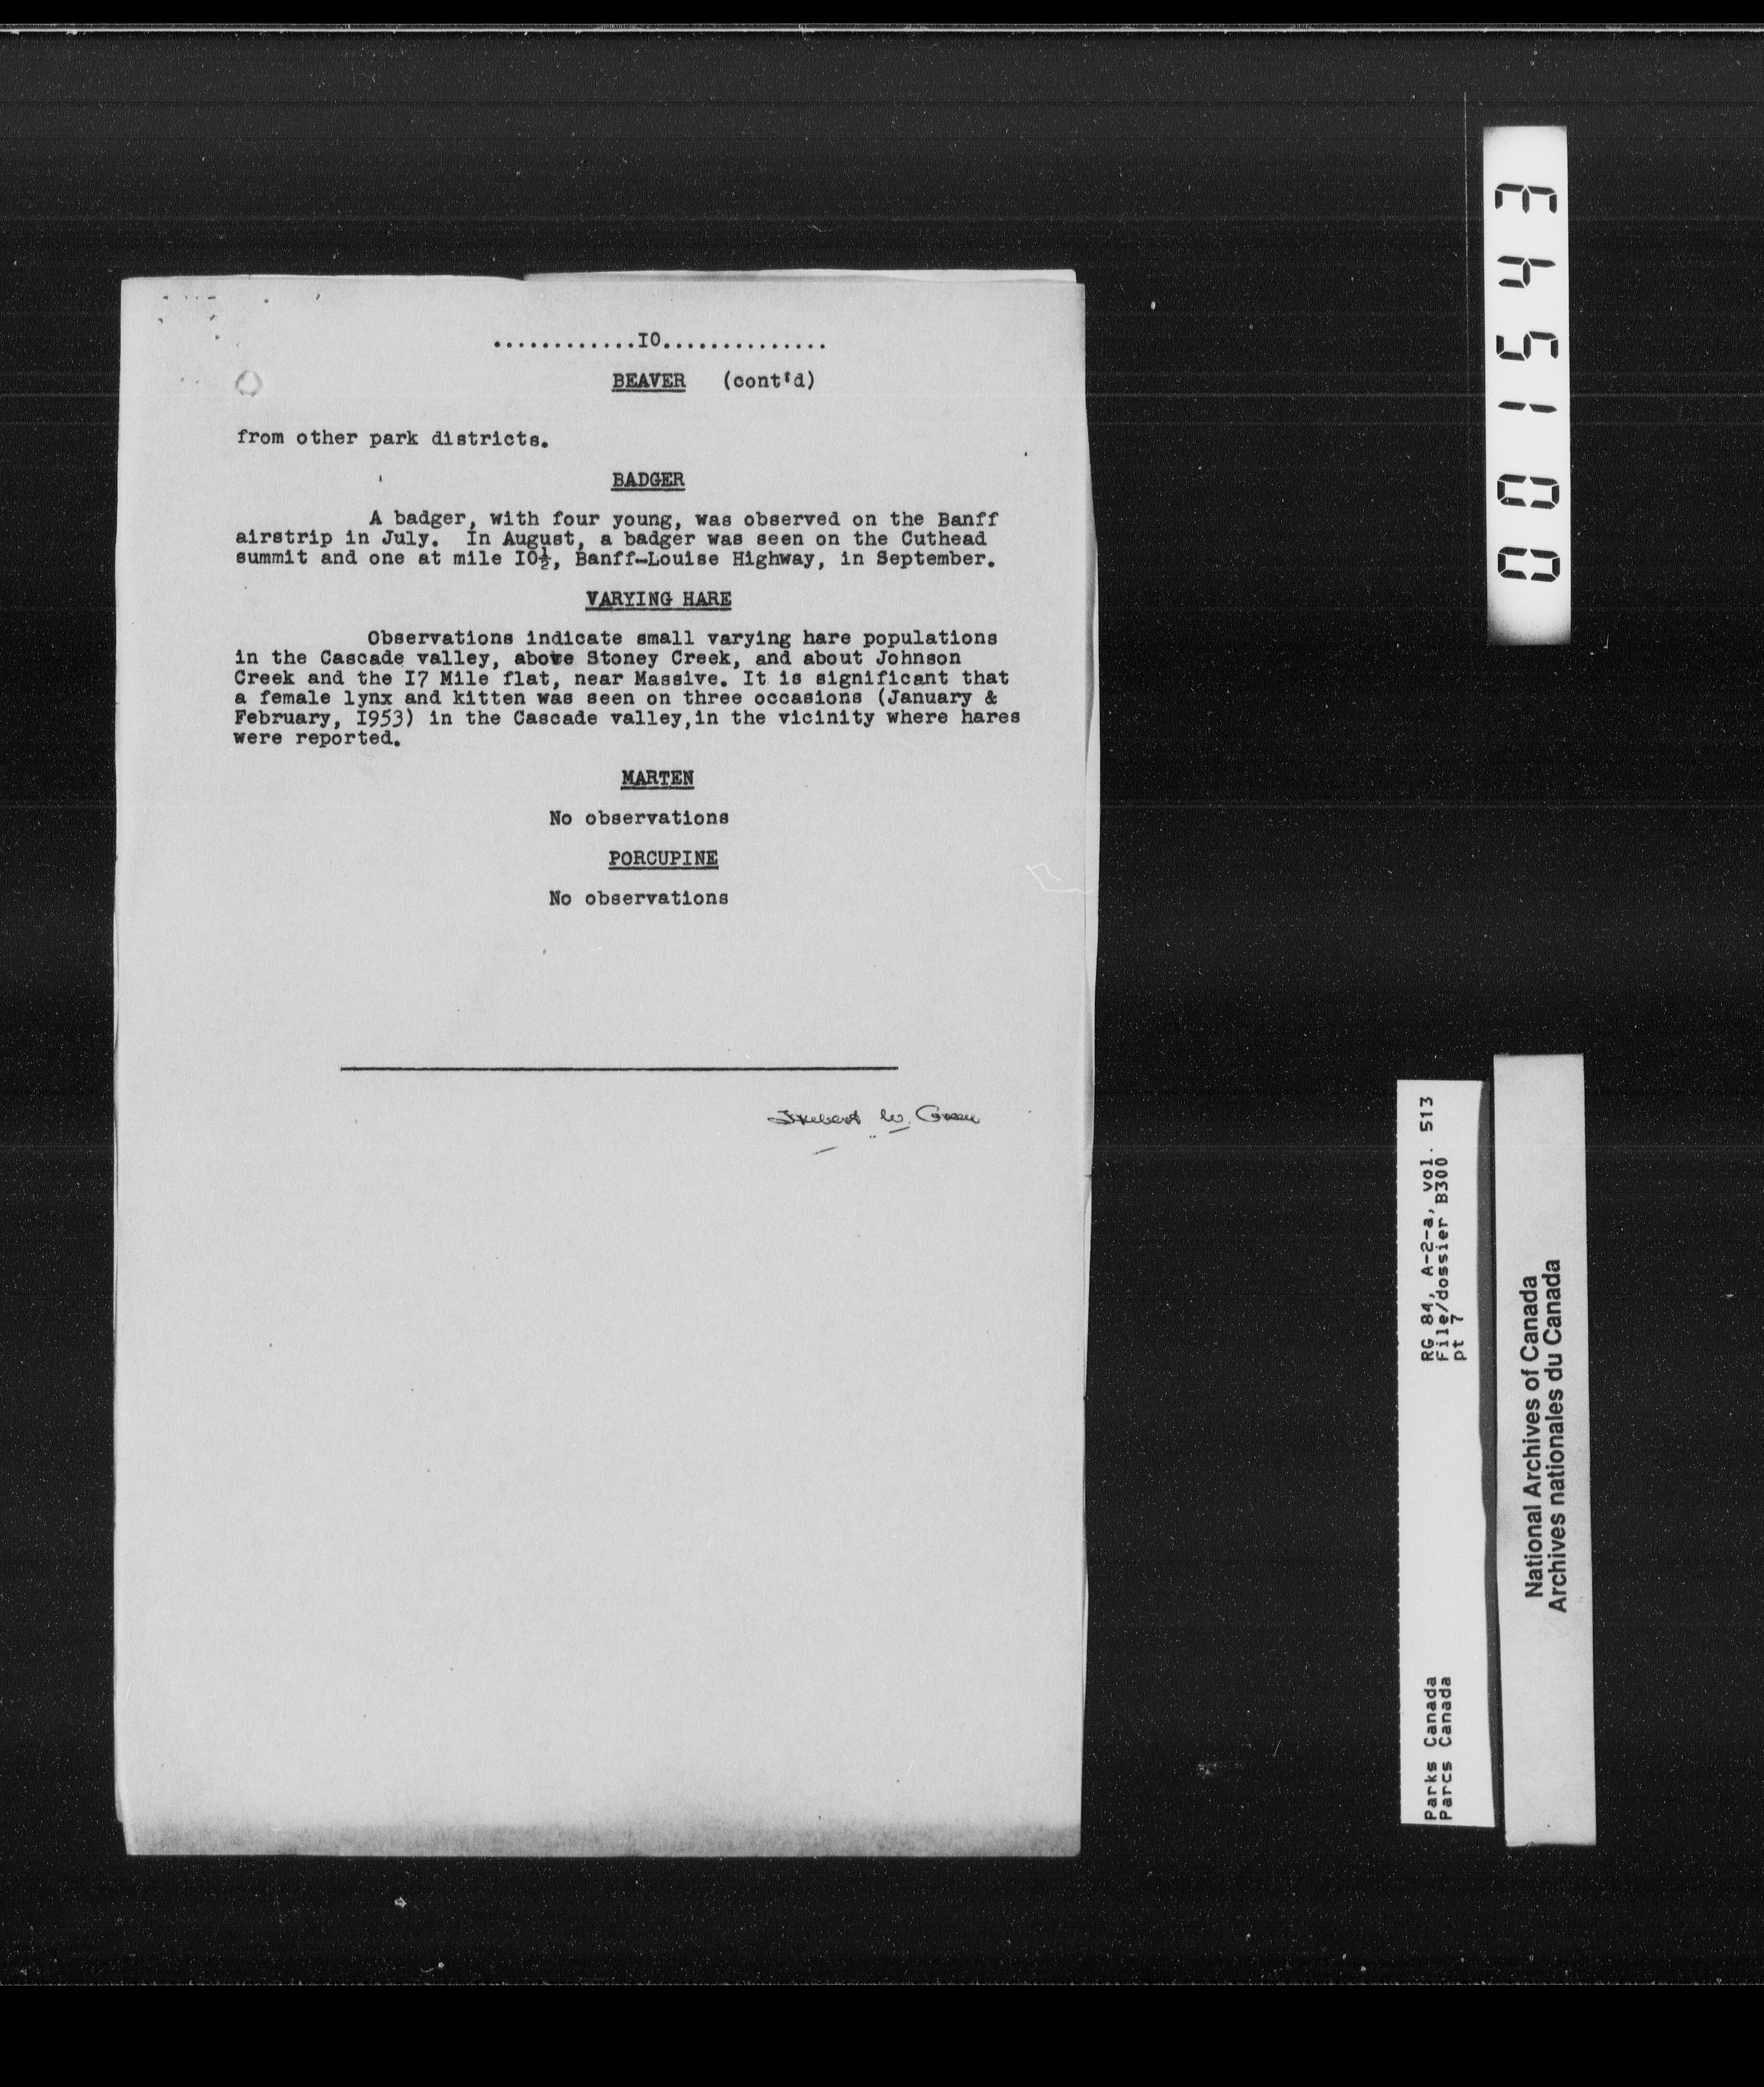 ............IO..............
BEAVER (cont'd)
from other park districts.
BADGER
A badger, with four young, was observed on the Banff
airstrip in July. In August, a badger was seen on the Cuthead
summit and one at mile IO½, Banff-Louise Highway, in September.
VARYING HARE
Observations indicate small varying hare populations
in the Cascade valley, above Stoney Creek, and about Johnson
Creek and the I7 Mile flat, near Massive. It is significant that
a female lynx and kitten was seen on three occasions (January &
February, I953) in the Cascade valley,in the vicinity where hares
were reported.
MARTEN
No observations
PORCUPINE
No observations
Hubert W. Green
001543
RG 84, A-2-a, vol. 513
File/dossier B300
pt 7
Parks Canada
Parcs Canada
National Archives of Canada
Archives nationales du Canada